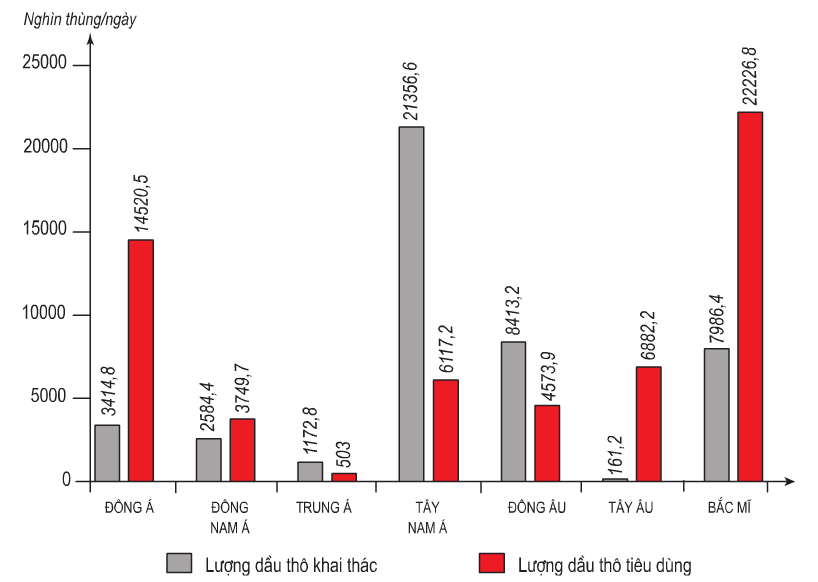 Nghìn thùng/ngày
25000
20000
15000
10000
5000
0
3414,8
14520,5
2584,4
3749,7
1172,8
503
21356,6
6117,2
8413,2
4573,9
161,2
6882,2
7986,4
22226,8
ĐÔNG Á
ĐÔNG
NAM Á
TRUNG Á
TÂY
NAM Á
ĐÔNG ÂU
TÂY ÂU
BẮC MĨ
Lượng dầu thô khai thác
Lượng dầu thô tiêu dùng